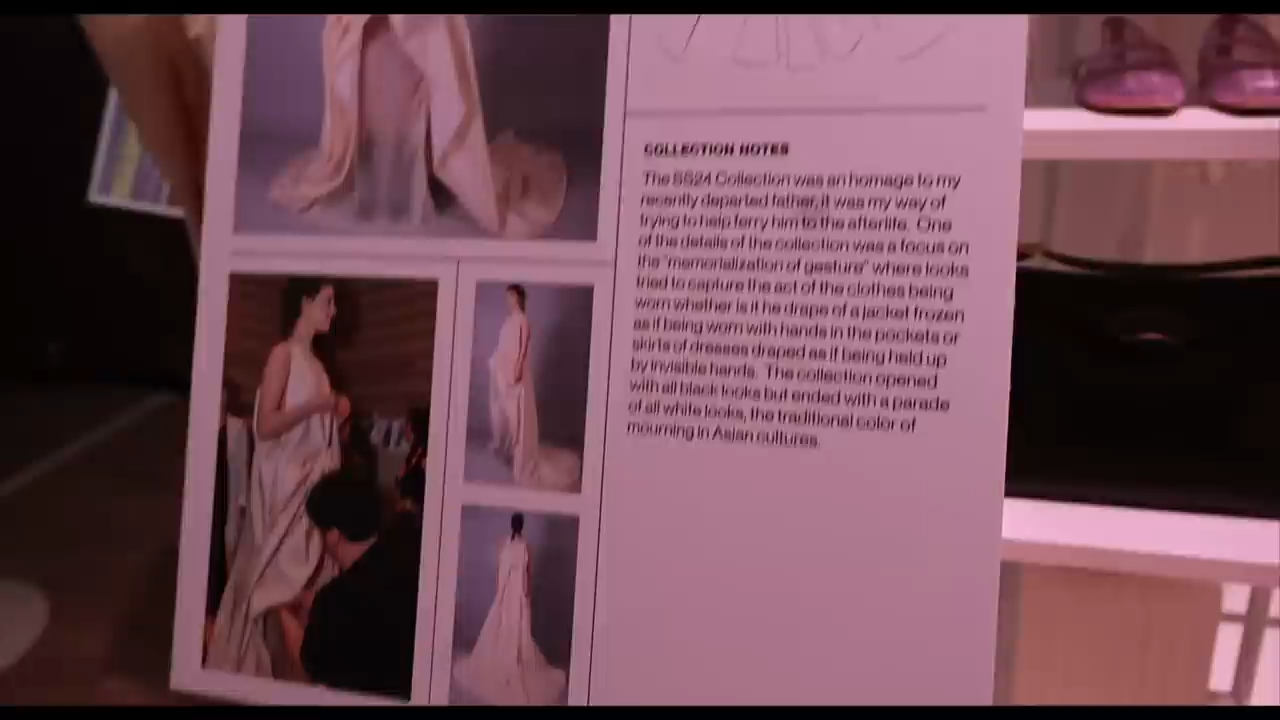 COLLECTION NOTES
The SS24 Collection was an homage to my
recently departed father, it was my way of
trying to help ferry him to the afterlife. One
of the details of the collection was a focus on
the "memorialization of gesture" where looks
tried to capture the act of the clothes being
worn whether is it he drape of a jacket frozen
as if being worn with hands in the pockets or
skirts of dresses draped as if being held up
by invisible hands. The collection opened
with all black looks but ended with a parade
of all white looks, the traditional color of
mourning in Asian cultures.